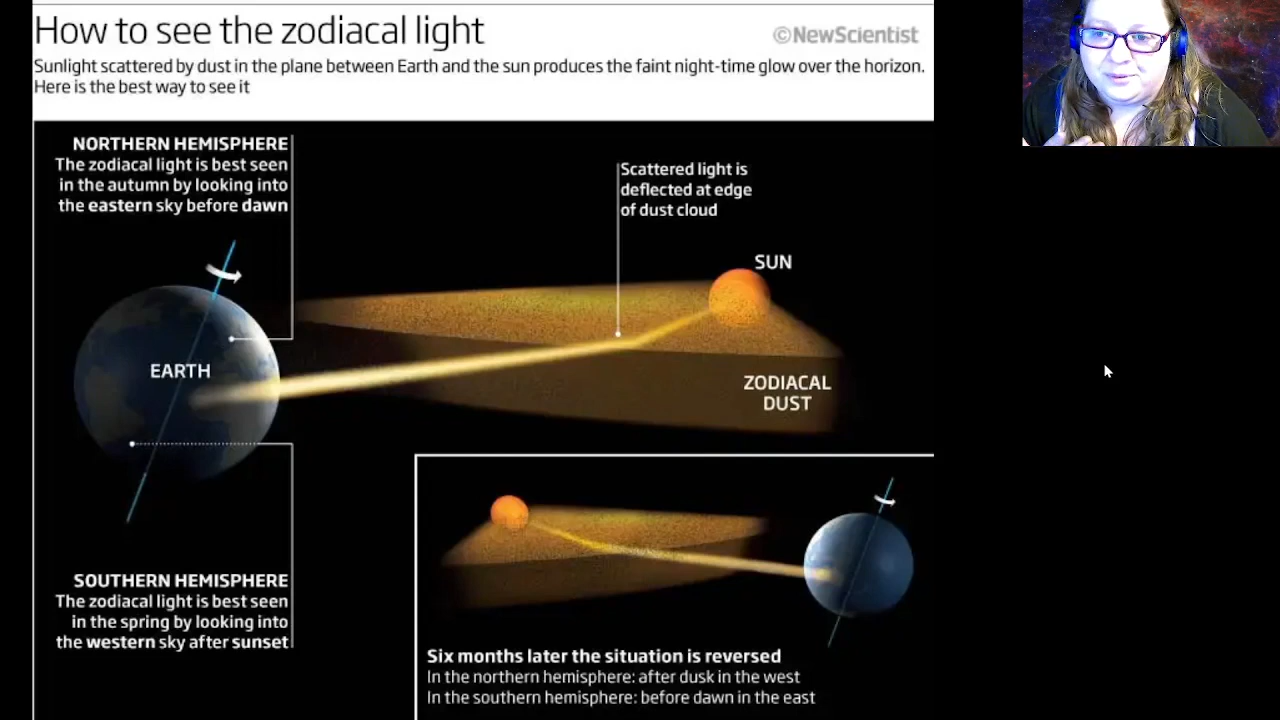 How to see the zodiacal light
©NewScientist
Sunlight scattered by dust in the plane between Earth and the sun produces the faint night-time glow over the horizon.
Here is the best way to see it
NORTHERN HEMISPHERE
The zodiacal light is best seen
in the autumn by looking into
the eastern sky before dawn
Scattered light is
deflected at edge
of dust cloud
SUN
EARTH
ZODIACAL
DUST
SOUTHERN HEMISPHERE
The zodiacal light is best seen
in the spring by looking into
the western sky after sunset
Six months later the situation is reversed
In the northern hemisphere: after dusk in the west
In the southern hemisphere: before dawn in the east